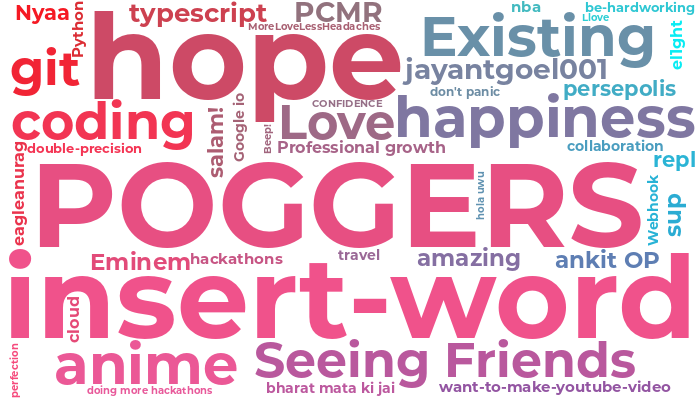 Nyaa
Python
typescript
PCMR
MoreLoveLessHeadaches
nba
be-hardworking
Ilove
hope
Existing
el1ght
git
jayantgoel001
don't panic
persepolis
coding
salam!
Google io
Beep!
CONFIDENCE
Love
happiness
double-precision
Professional growth
collaboration
repl
eagleanurag
POGGERS
hola uwu
Webhook
sup
Eminem
hackathons
travel
amazing
ankit OP
insert-word
cloud
perfection
anime
Seeing Friends
doing more hackathons
bharat mata ki jai
want-to-make-youtube-video